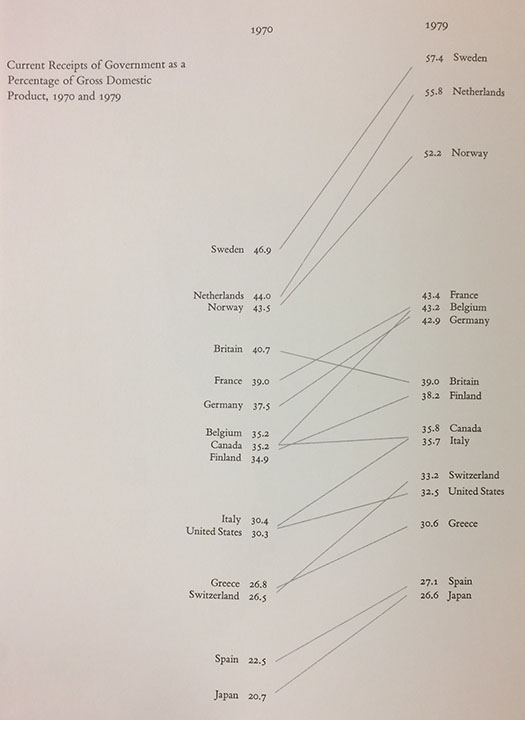 1970
1979
Current Receipts of Government as a
Percentage of Gross Domestic
Product, 1970 and 1979
57.4 Sweden
55.8 Netherlands
52.2 Norway
Sweden 46.9
Netherlands 44.0
Norway 43.5
43.4 France
43.2 Belgium
42.9 Germany
Britain 40.7
France 39.0
39.0 Britain
38.2 Finland
Germany 37.5
Belgium 35.2
35.8 Canada
Canada 35.2
35.7 Italy
Finland 34.9
33.2 Switzerland
32.5 United States
Italy 30.4
United States 30.3
30.6 Greece
Greece 26.8
27.1 Spain
Switzerland 26.5
26.6 Japan
Spain 22.5
Japan 20.7